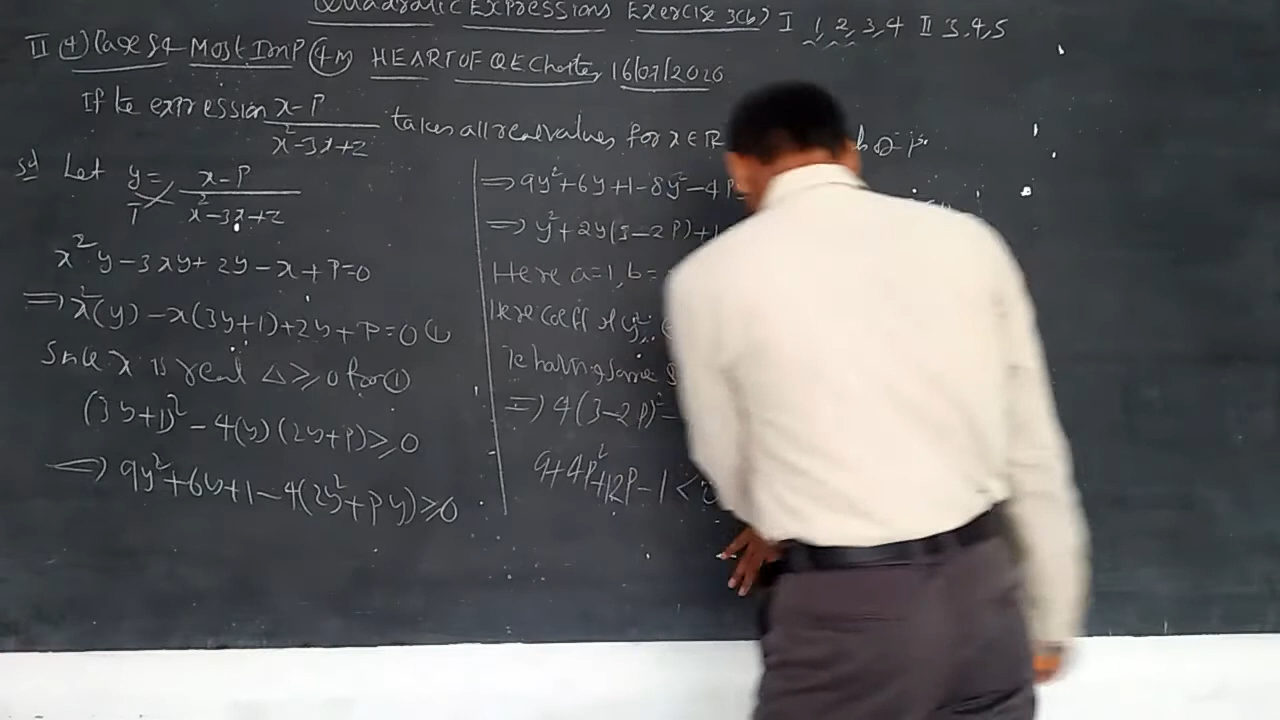 Quadratic Expressions Exercise 3(b) I 1, 2, 3, 4 II 3, 4, 5
II (4) Case 54 Most Imp (4m) HEART OF QE Chapter 16/07/2020
If the expression x-P / x²-3x+2 takes all real values for x∈R
Sol Let y/1 = x-P / x²-3x+2
x²y-3xy+2y-x+P=0
⇒x²(y)-x(3y+1)+2y+P=0 (1)
Since x is real Δ≥0 for (1)
(3y+1)²-4(y)(2y+P)≥0
⇒ 9y²+6y+1-4(2y²+Py)≥0
⇒9y²+6y+1-8y²-4P
⇒ y²+2y(3-2P)+1
Here a=1, b=
Here coeff of y²
is having same
⇒ 4(3-2P)²-
9+4P²+12P-1<0